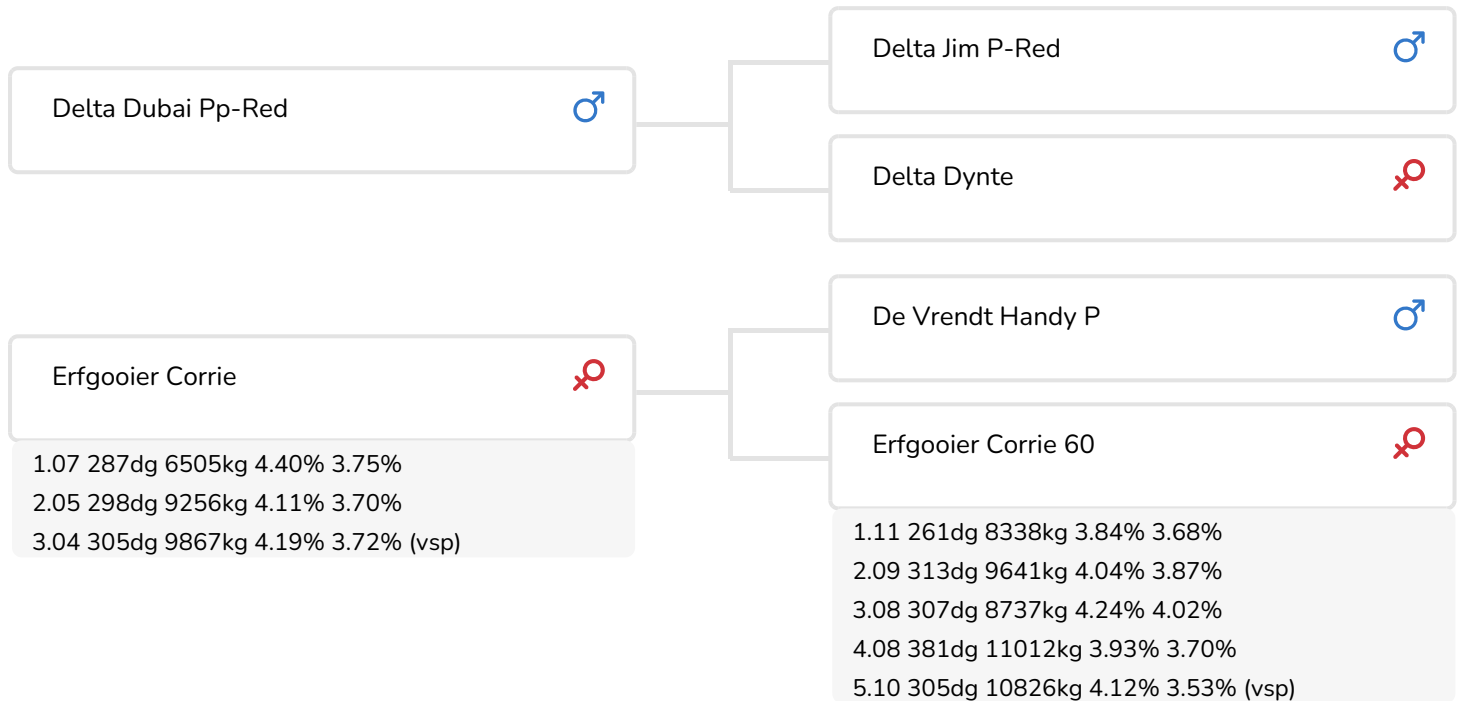 Delta Dubai Pp-Red
Delta Jim P-Red
Delta Dynte
Erfgooier Corrie
1.07 287dg 6505kg 4.40% 3.75%
2.05 298dg 9256kg 4.11% 3.70%
3.04 305dg 9867kg 4.19% 3.72% (vsp)
De Vrendt Handy P
Erfgooier Corrie 60
1.11 261dg 8338kg 3.84% 3.68%
2.09 313dg 9641kg 4.04% 3.87%
3.08 307dg 8737kg 4.24% 4.02%
4.08 381dg 11012kg 3.93% 3.70%
5.10 305dg 10826kg 4.12% 3.53% (vsp)